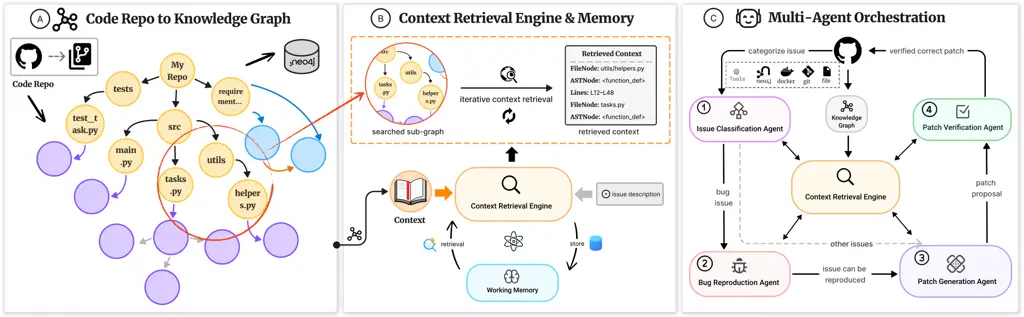 A
Code Repo to Knowledge Graph
Code Repo
neo4j
My
Repo
tests
require
ment...
test_t
ask.py
src
main
.py
utils
tasks
.py
helper
s.py
B
Context Retrieval Engine & Memory
src
utils
tasks
.py
helper
s.py
searched sub-graph
iterative context retrieval
Retrieved Context
FileNode: utils/helpers.py
ASTNode: <function_def>
Lines: L12-L48
FileNode: tasks.py
ASTNode: <function_def>
retrieved context
Context
Context Retrieval Engine
issue description
retrieval
store
Working Memory
C
Multi-Agent Orchestration
categorize issue
verified correct patch
Tools
neo4j
docker
git
file
1
Issue Classification Agent
Knowledge
Graph
4
Patch Verification Agent
bug
issue
Context Retrieval Engine
patch
proposal
other issues
2
Bug Reproduction Agent
issue can be
reproduced
3
Patch Generation Agent